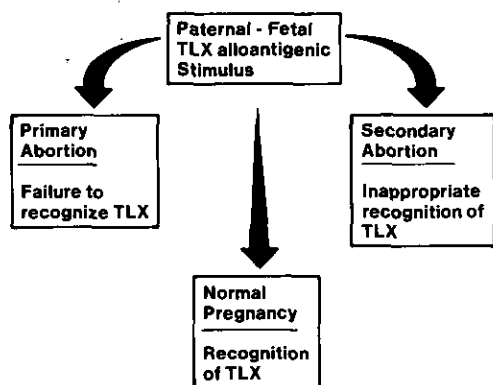 Paternal - Fetal
TLX alloantigenic
Stimulus
Primary
Abortion
Failure to
recognize TLX
Secondary
Abortion
Inappropriate
recognition of
TLX
Normal
Pregnancy
Recognition
of TLX